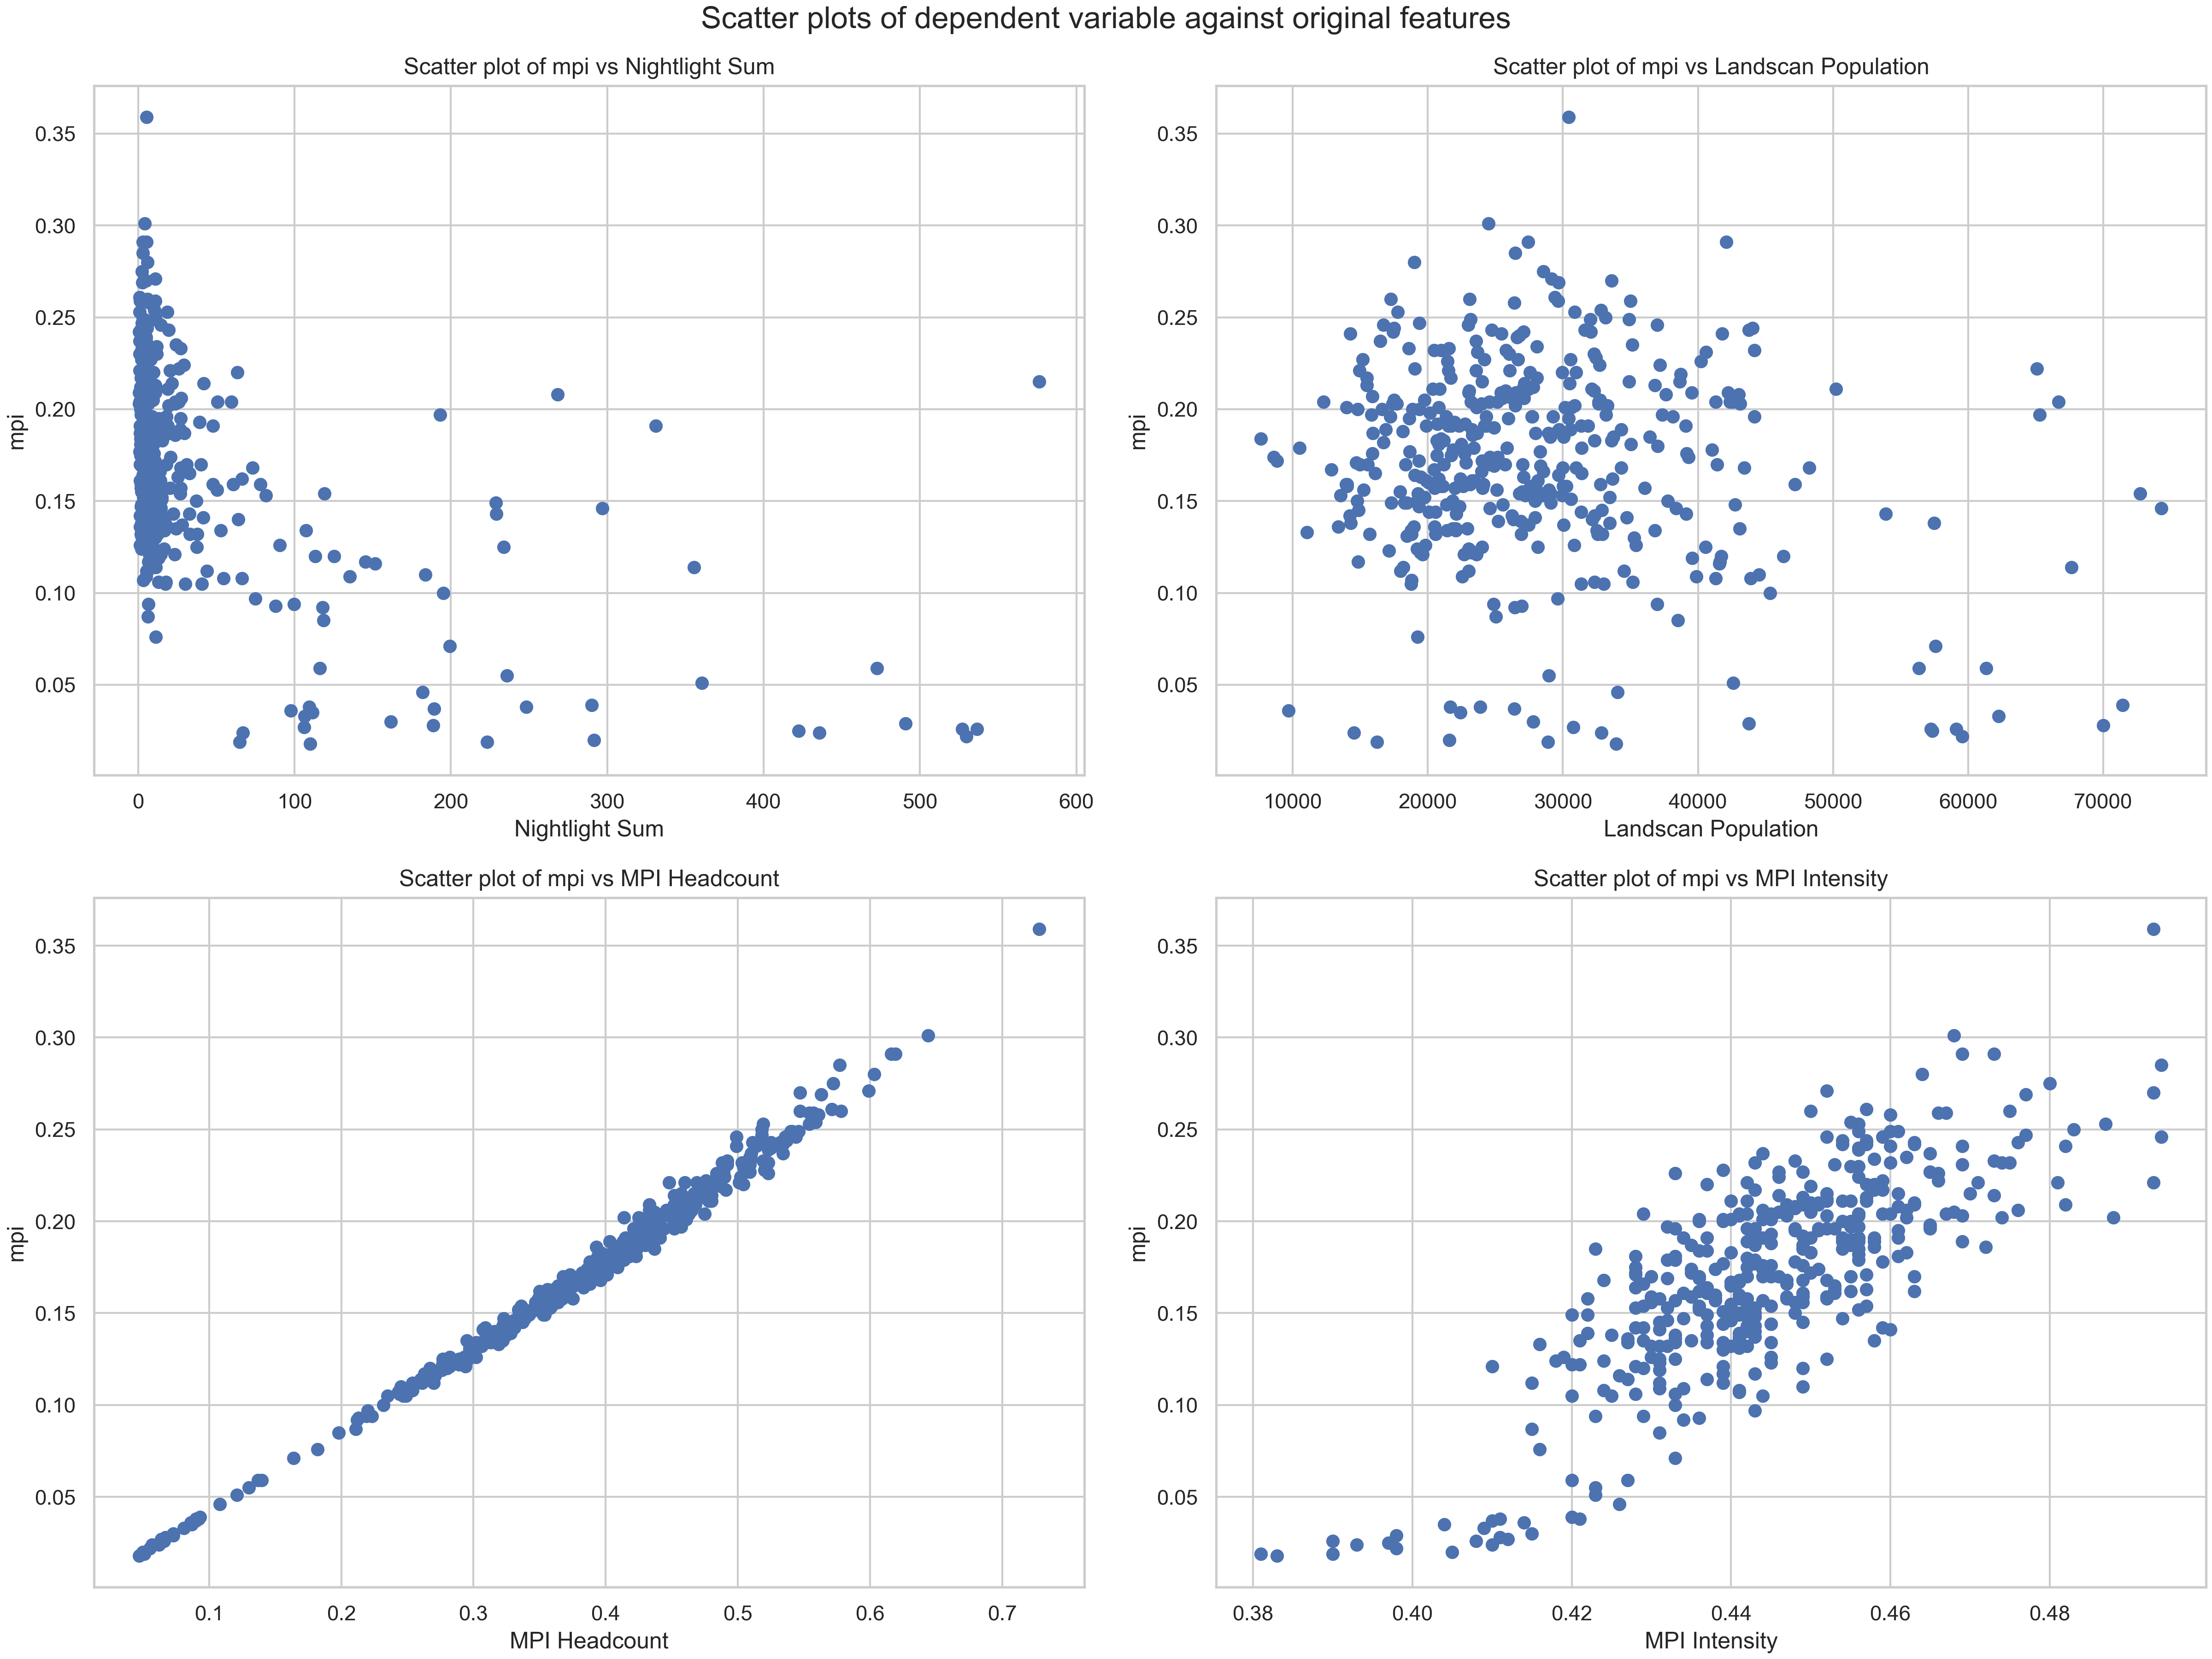 Scatter plots of dependent variable against original features
Scatter plot of mpi vs Nightlight Sum
0.35
0.30
0.25
0.20
0.15
0.10
0.05
mpi
0 100 200 300 400 500 600
Nightlight Sum
Scatter plot of mpi vs Landscan Population
0.35
0.30
0.25
0.20
0.15
0.10
0.05
mpi
10000 20000 30000 40000 50000 60000 70000
Landscan Population
Scatter plot of mpi vs MPI Headcount
0.35
0.30
0.25
0.20
0.15
0.10
0.05
mpi
0.1 0.2 0.3 0.4 0.5 0.6 0.7
MPI Headcount
Scatter plot of mpi vs MPI Intensity
0.35
0.30
0.25
0.20
0.15
0.10
0.05
mpi
0.38 0.40 0.42 0.44 0.46 0.48
MPI Intensity